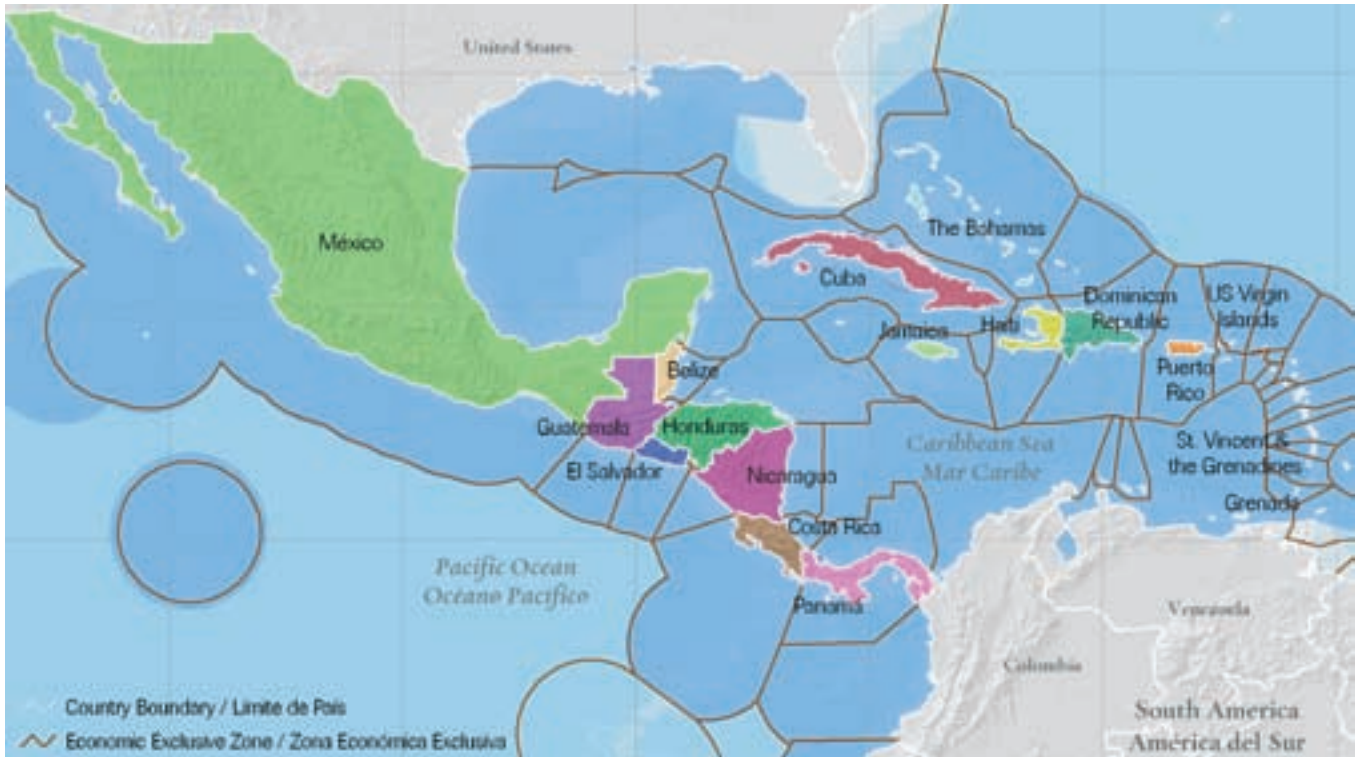 United States
México
The Bahamas
Cuba
Dominican
Republic
US Virgin
Islands
Jamaica
Haiti
Puerto
Rico
Belize
Guatemala
Honduras
El Salvador
Nicaragua
Caribbean Sea
Mar Caribe
St. Vincent &
the Grenadines
Grenada
Costa Rica
Panamá
Pacific Ocean
Océano Pacífico
Venezuela
Colombia
South America
América del Sur
Country Boundary / Límite de País
Economic Exclusive Zone / Zona Económica Exclusiva